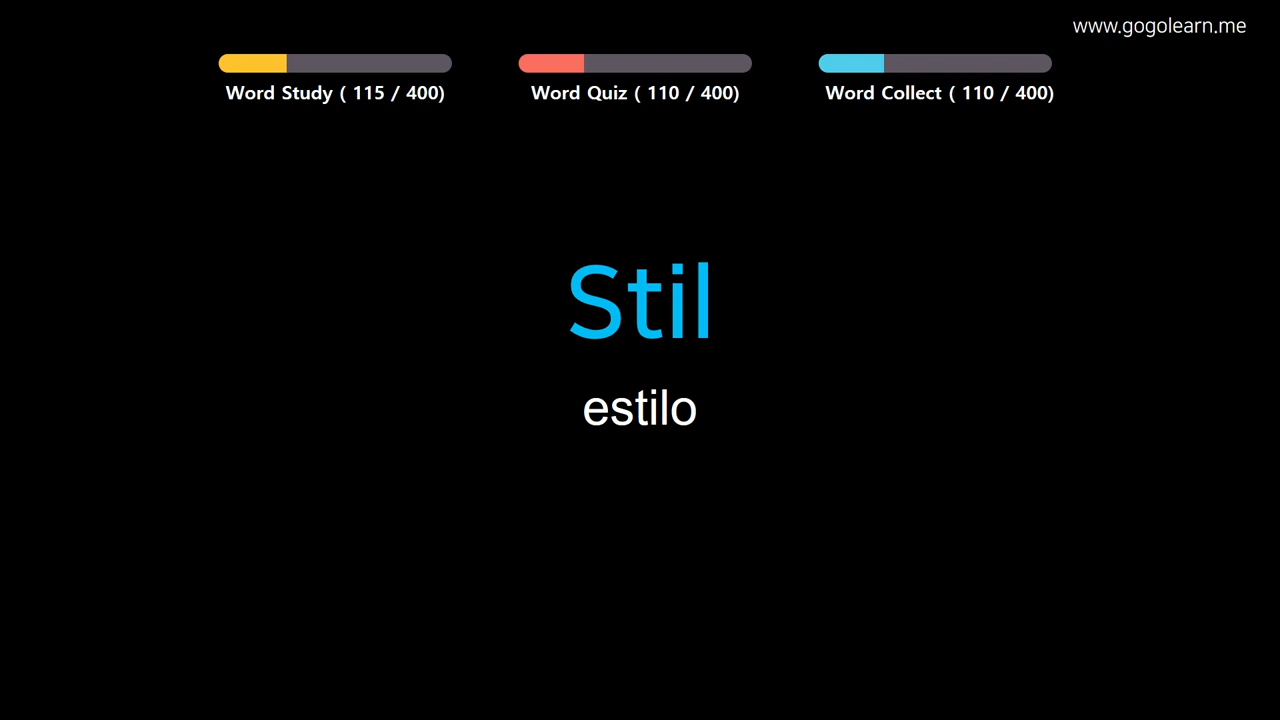 www.gogolearn.me
Word Study ( 115 / 400)
Word Quiz ( 110 / 400)
Word Collect ( 110 / 400)
Stil
estilo